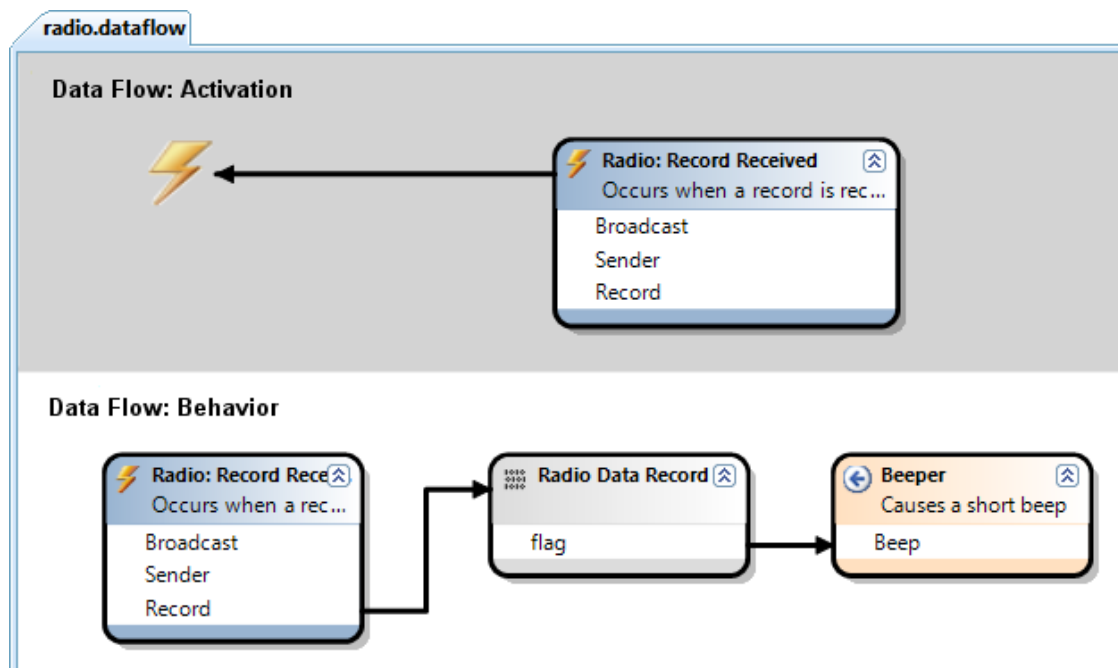 radio.dataflow
Data Flow: Activation
Radio: Record Received
Occurs when a record is rec...
Broadcast
Sender
Record
Data Flow: Behavior
Radio: Record Rece
Occurs when a rec...
Broadcast
Sender
Record
Radio Data Record
flag
Beeper
Causes a short beep
Beep